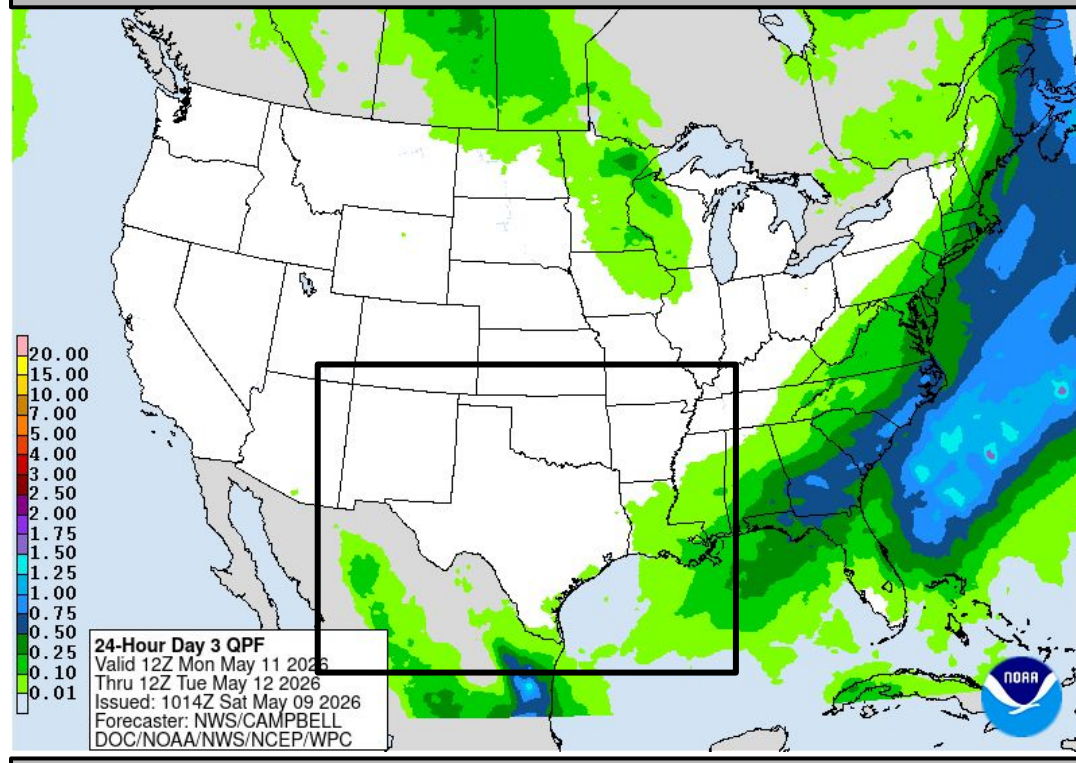 20.00
15.00
10.00
7.00
5.00
4.00
3.00
2.50
2.00
1.75
1.50
1.25
1.00
0.75
0.50
0.25
0.10
0.01
24-Hour Day 3 QPF
Valid 12Z Mon May 11 2026
Thru 12Z Tue May 12 2026
Issued: 1014Z Sat May 09 2026
Forecaster: NWS/CAMPBELL
DOC/NOAA/NWS/NCEP/WPC
NOAA